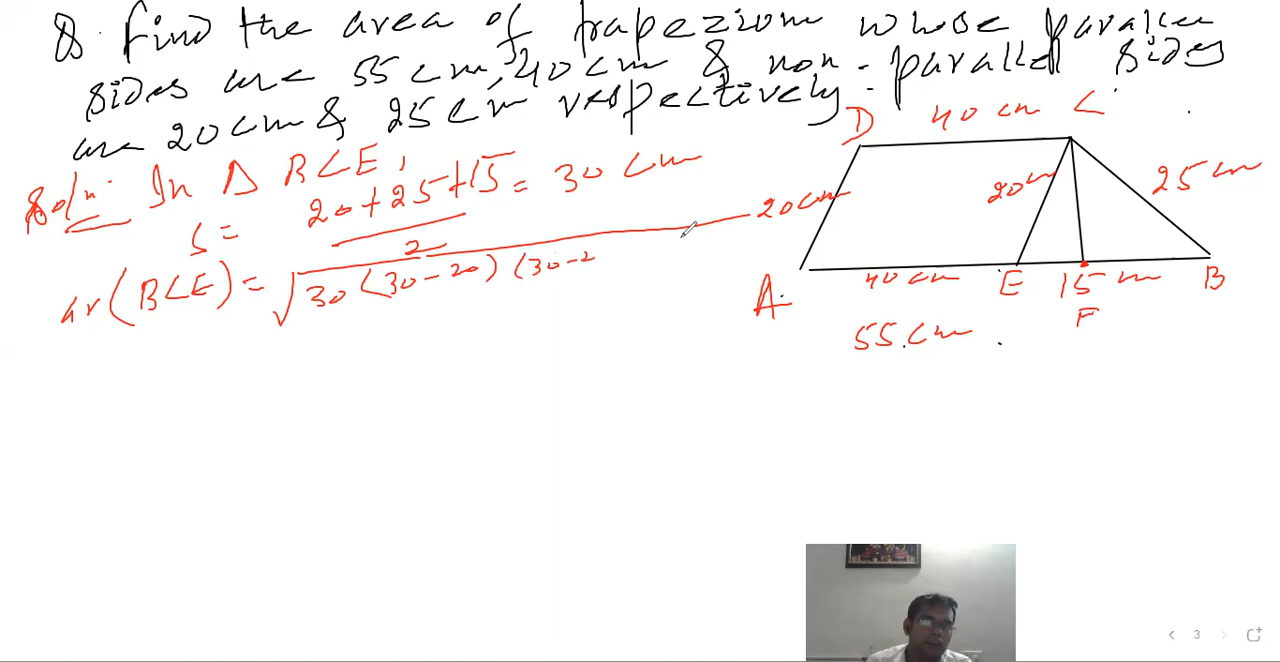 Q. Find the area of trapezium whose parallel
sides are 55 cm, 40 cm & non-parallel sides
are 20 cm & 25 cm respectively.
Soln. In Δ BCE,
S = 20+25+15 = 30 cm
2
ar(BCE) = √30(30-20)(30-2
D 40 cm C
20 cm 20 cm 25 cm
A 40 cm E 15 cm B
F
55 cm
3